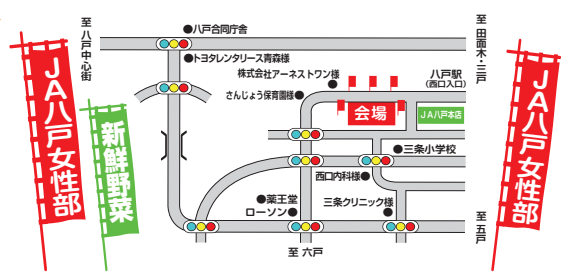 至 八戸中心街
●八戸合同庁舎
●トヨタレンタリース青森様
株式会社アーネストワン様●
さんじょう保育園様●
至 田面木・三戸
八戸駅
(西口入口)
会場
JA八戸本店
●三条小学校
西口内科様●
●薬王堂
ローソン●
三条クリニック様
●
至 五戸
至 六戸
JA八戸女性部
新鮮野菜
JA八戸女性部